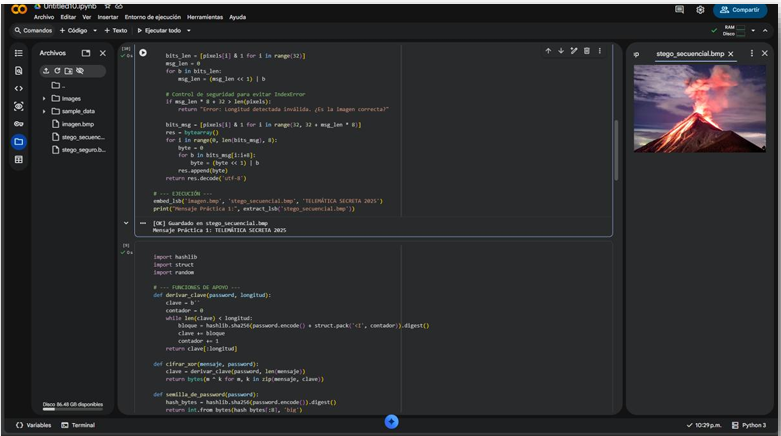 Untitled10.ipynb
Archivo Editar Ver Insertar Entorno de ejecución Herramientas Ayuda
Compartir
Comandos + Código + Texto Ejecutar todo
RAM
Disco
Archivos
..
Images
sample_data
imagen.bmp
stego_secuenc...
stego_seguro.b...
Disco 86.48 GB disponibles
[30]
0s
bits_len = [pixels[i] & 1 for i in range(32)]
msg_len = 0
for b in bits_len:
msg_len = (msg_len << 1) | b
# Control de seguridad para evitar IndexError
if msg_len * 8 + 32 > len(pixels):
return "Error: Longitud detectada inválida. ¿Es la imagen correcta?"
bits_msg = [pixels[i] & 1 for i in range(32, 32 + msg_len * 8)]
res = bytearray()
for i in range(0, len(bits_msg), 8):
byte = 0
for b in bits_msg[i:i+8]:
byte = (byte << 1) | b
res.append(byte)
return res.decode('utf-8')
# --- EJECUCIÓN ---
embed_lsb('imagen.bmp', 'stego_secuencial.bmp', 'TELEMÁTICA SECRETA 2025')
print("Mensaje Práctica 1:", extract_lsb('stego_secuencial.bmp'))
[OK] Guardado en stego_secuencial.bmp
Mensaje Práctica 1: TELEMÁTICA SECRETA 2025
0s
import hashlib
import struct
import random
# --- FUNCIONES DE APOYO ---
def derivar_clave(password, longitud):
clave = b''
contador = 0
while len(clave) < longitud:
bloque = hashlib.sha256(password.encode() + struct.pack('<I', contador)).digest()
clave += bloque
contador += 1
return clave[:longitud]
def cifrar_xor(mensaje, password):
clave = derivar_clave(password, len(mensaje))
return bytes(m ^ k for m, k in zip(mensaje, clave))
def semilla_de_password(password):
hash_bytes = hashlib.sha256(password.encode()).digest()
return int.from_bytes(hash_bytes[:8], 'big')
stego_secuencial.bmp
Variables Terminal
10:29 p.m. Python 3